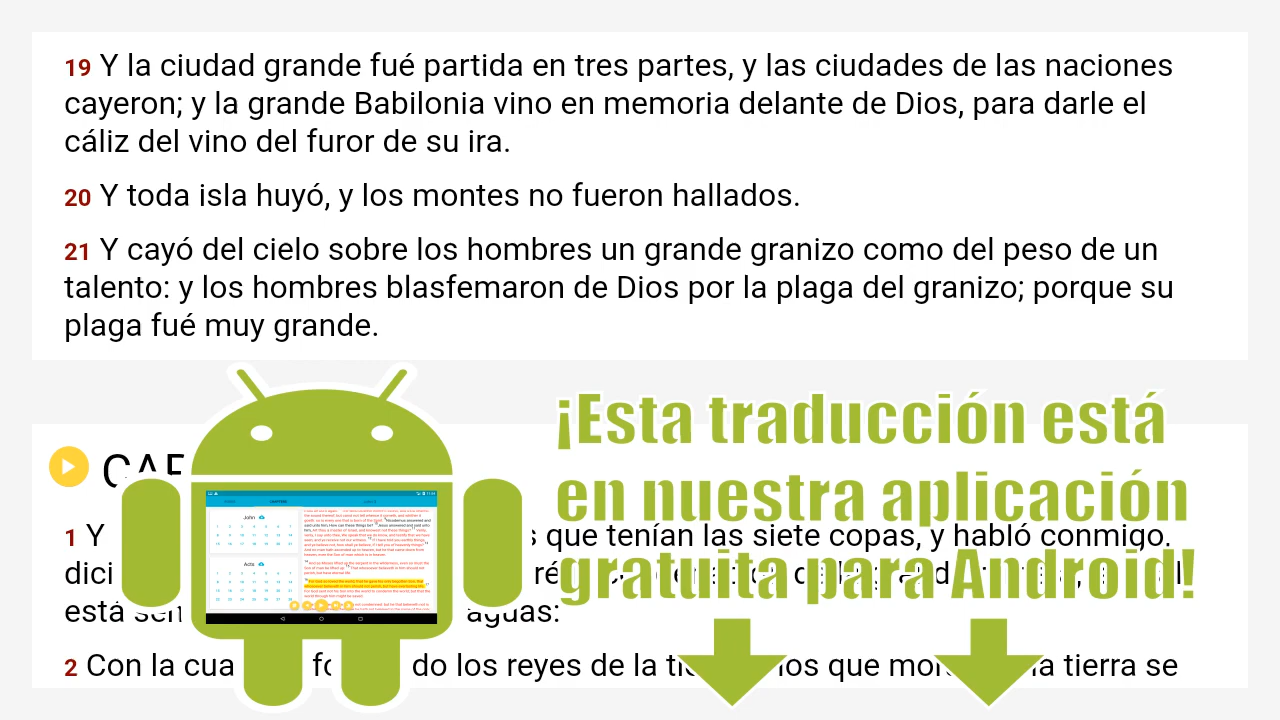 19 Y la ciudad grande fué partida en tres partes, y las ciudades de las naciones
cayeron; y la grande Babilonia vino en memoria delante de Dios, para darle el
cáliz del vino del furor de su ira.
20 Y toda isla huyó, y los montes no fueron hallados.
21 Y cayó del cielo sobre los hombres un grande granizo como del peso de un
talento: y los hombres blasfemaron de Dios por la plaga del granizo; porque su
plaga fué muy grande.
¡Esta traducción está
en nuestra aplicación
gratuita para Android!
1 Y que tenían las siete copas, y habló conmigo.
está aguas:
2 Con la los reyes de la los que la tierra se
John
Acts